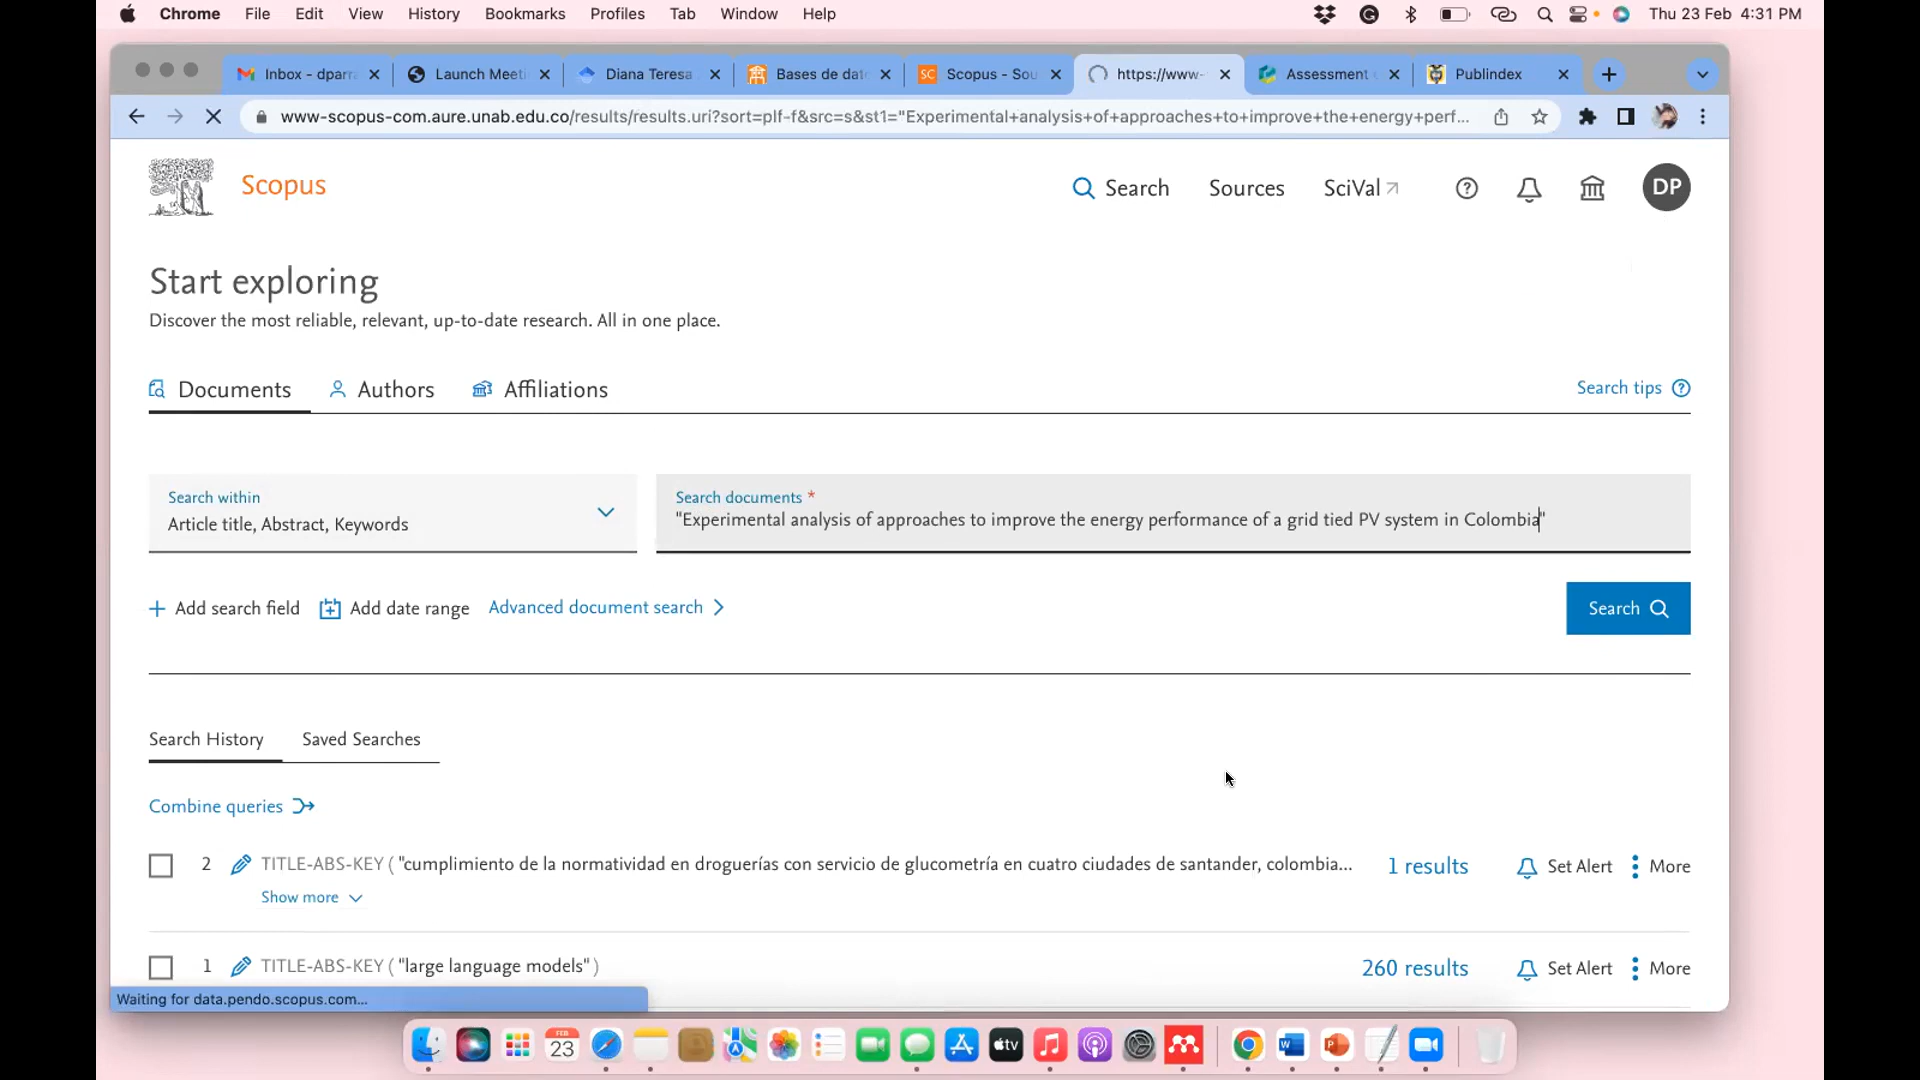 Chrome File Edit View History Bookmarks Profiles Tab Window Help Thu 23 Feb 4:31 PM
Inbox - dparra Launch Meeti Diana Teresa Bases de dat Scopus - Sou https://www- Assessment Publindex
www-scopus-com.aure.unab.edu.co/results/results.uri?sort=plf-f&src=s&st1="Experimental+analysis+of+approaches+to+improve+the+energy+perf...
Scopus Search Sources SciVal DP
Start exploring
Discover the most reliable, relevant, up-to-date research. All in one place.
Documents Authors Affiliations Search tips
Search within Search documents *
Article title, Abstract, Keywords "Experimental analysis of approaches to improve the energy performance of a grid tied PV system in Colombia"
Add search field Add date range Advanced document search Search
Search History Saved Searches
Combine queries
2 TITLE-ABS-KEY ( "cumplimiento de la normatividad en droguerías con servicio de glucometría en cuatro ciudades de santander, colombia... 1 results Set Alert More
Show more
1 TITLE-ABS-KEY ( "large language models" ) 260 results Set Alert More
Waiting for data.pendo.scopus.com...
FEB
23
tv
W
P